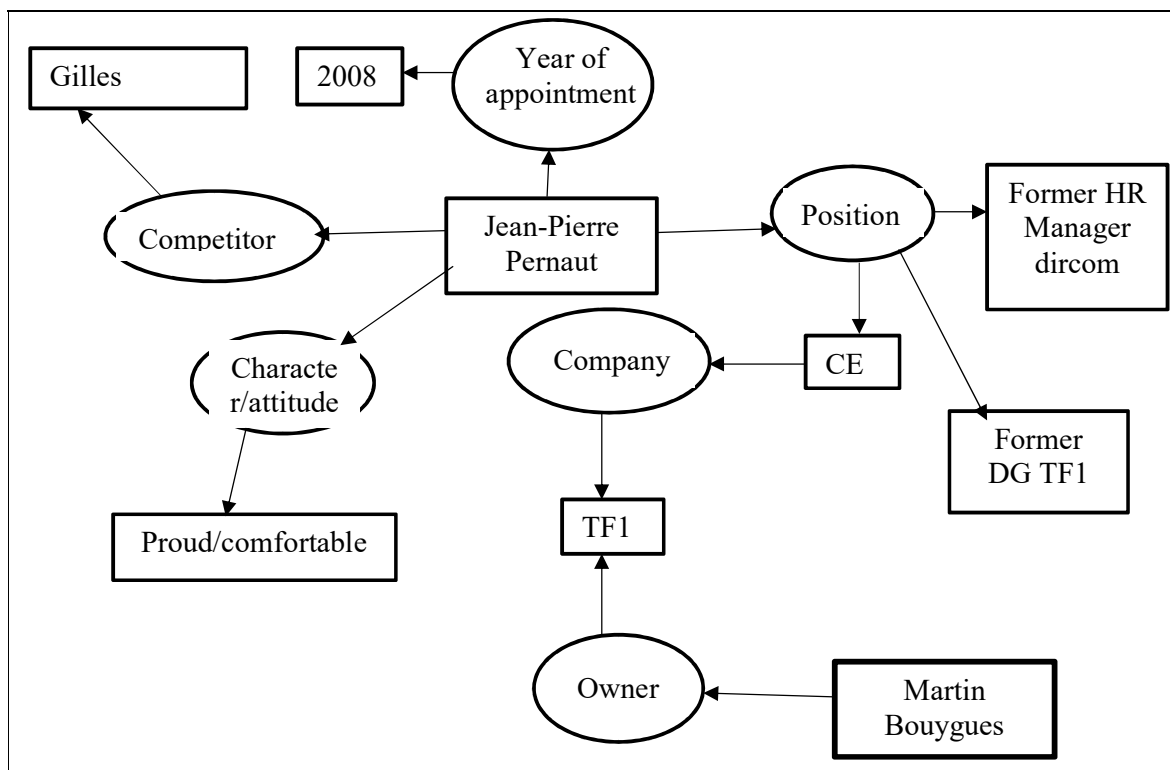 Gilles
2008
Year of
appointment
Competitor
Jean-Pierre
Pernaut
Position
Former HR
Manager
dircom
Characte
r/attitude
Company
CE
Former
DG TF1
Proud/comfortable
TF1
Owner
Martin
Bouygues